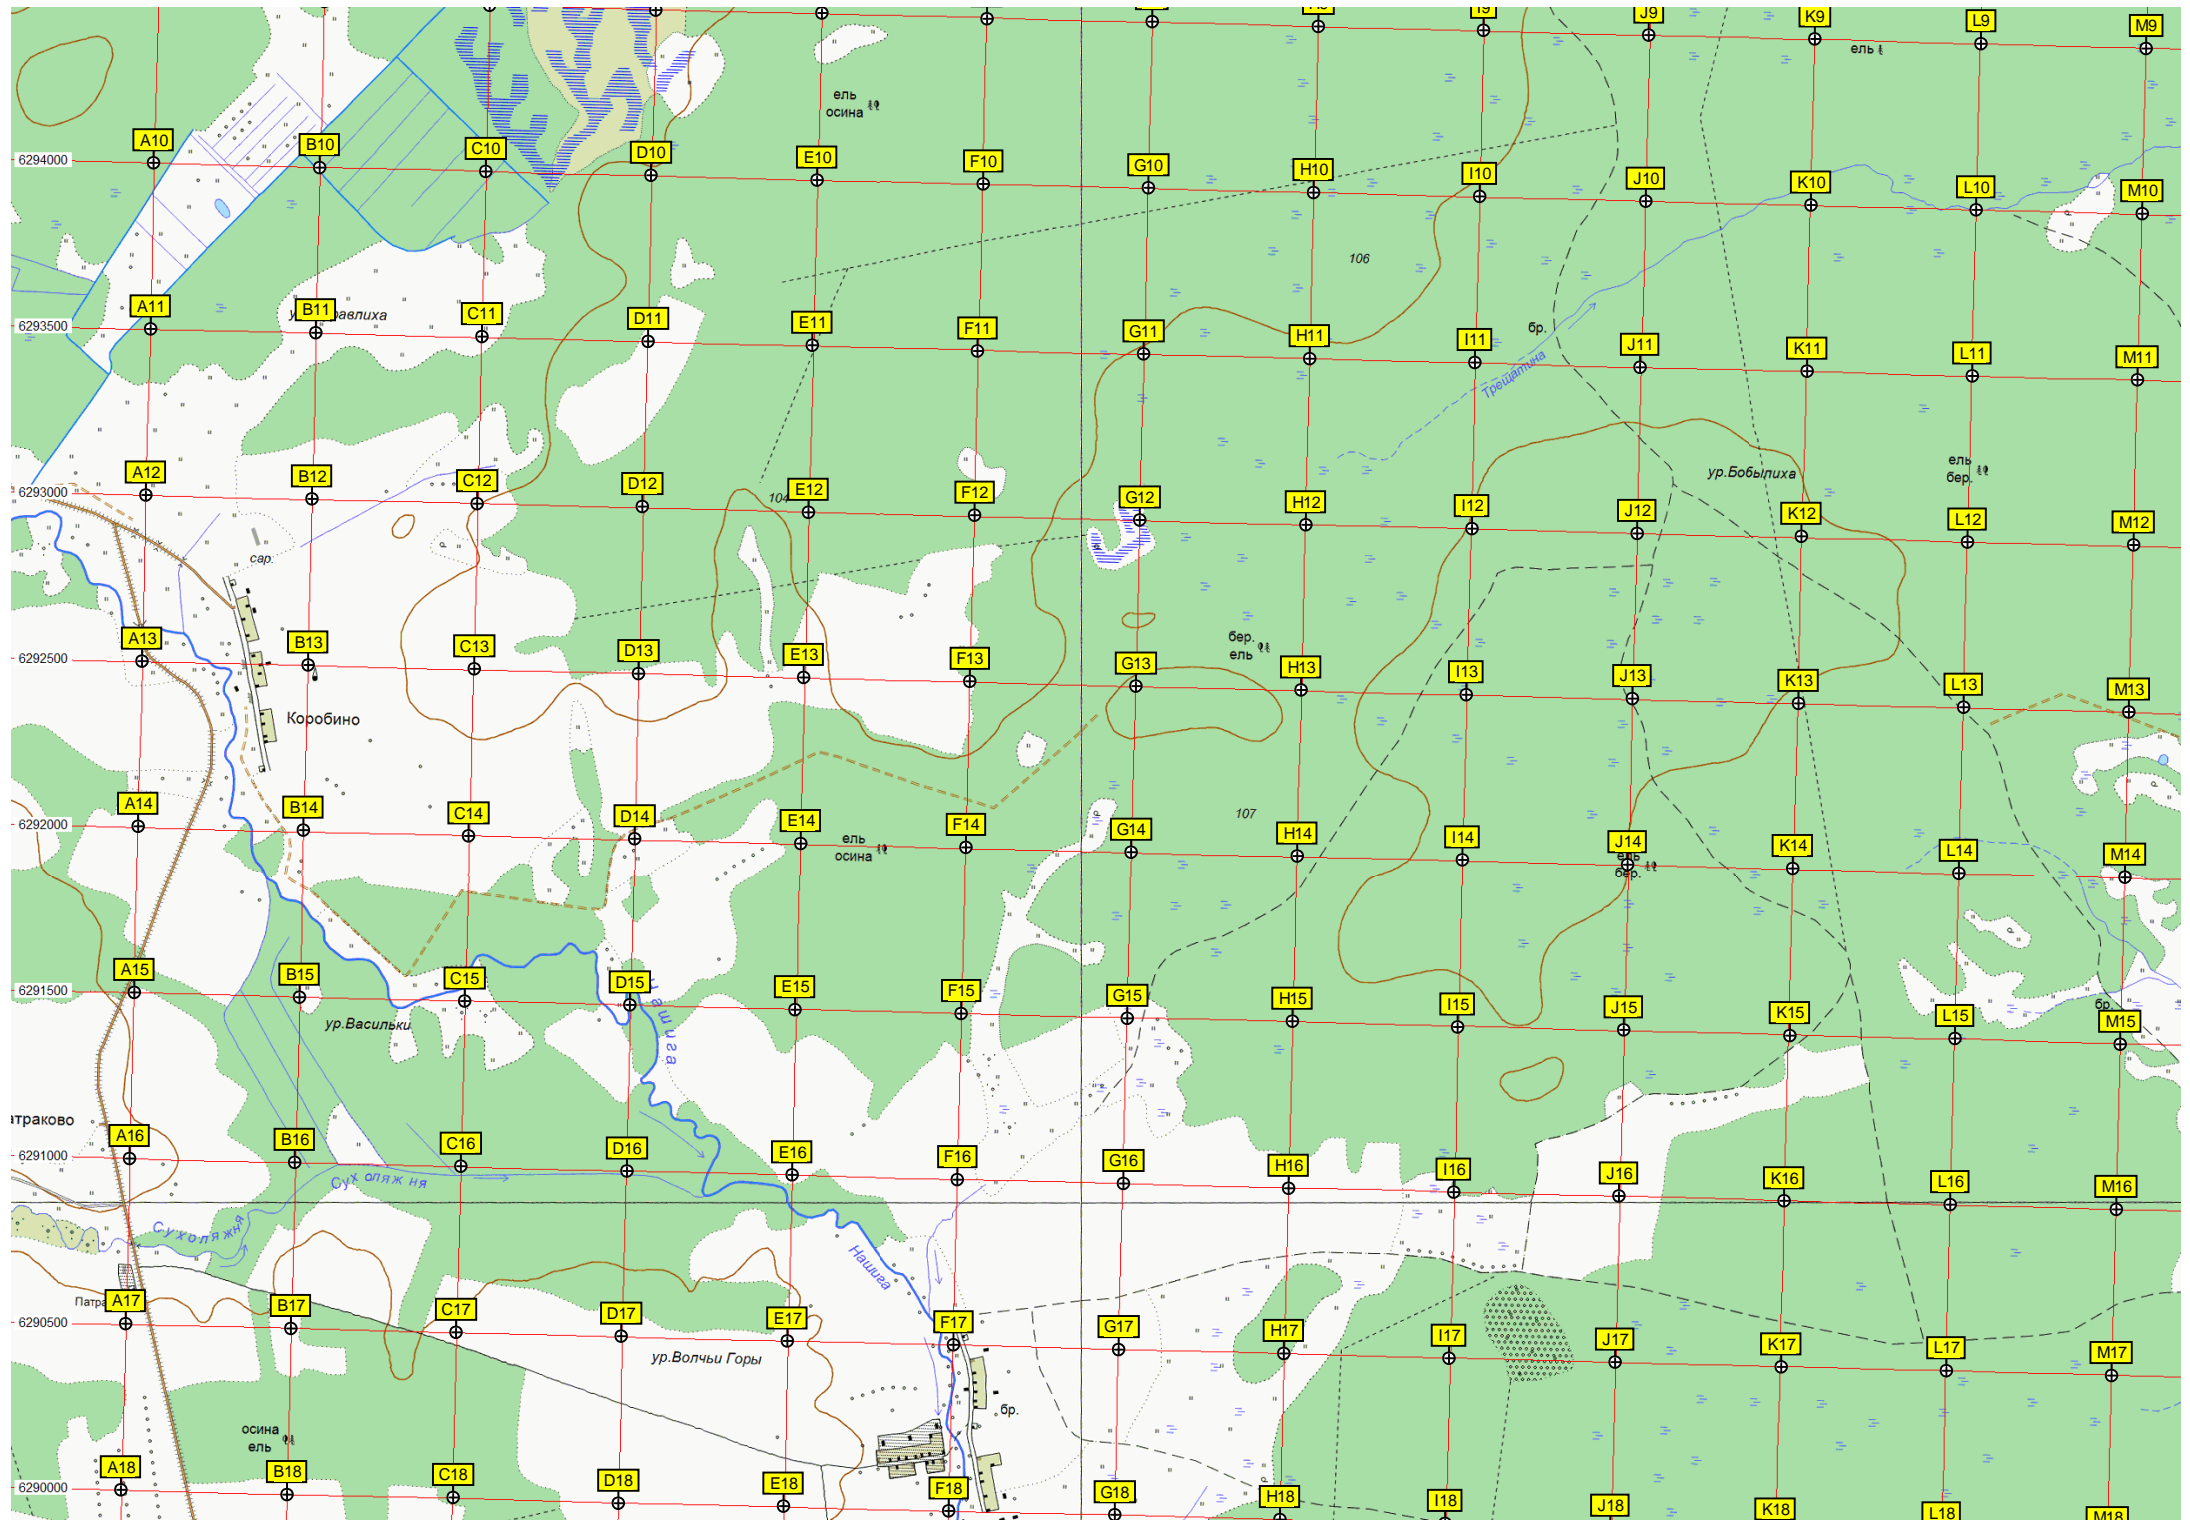 J9
K9
L9
M9
ель
ель
осина
A10
B10
C10
D10
E10
F10
G10
H10
I10
J10
K10
L10
M10
6294000
106
A11
B11
C11
D11
E11
F11
G11
H11
I11
J11
K11
L11
M11
6293500
бр.
Трещатина
A12
B12
C12
D12
E12
F12
G12
H12
I12
J12
K12
L12
M12
6293000
104
ур.Бобылиха
ель
бер.
сар.
A13
B13
C13
D13
E13
F13
G13
H13
I13
J13
K13
L13
M13
6292500
бер.
ель
Коробино
A14
B14
C14
D14
E14
F14
G14
H14
I14
J14
K14
L14
M14
6292000
107
ель
осина
ель
бер.
A15
B15
C15
D15
E15
F15
G15
H15
I15
J15
K15
L15
M15
6291500
ур.Васильки
Нашига
бр.
атраково
A16
B16
C16
D16
E16
F16
G16
H16
I16
J16
K16
L16
M16
6291000
Сухоляжня
Сухоляжня
Нашига
Патра
A17
B17
C17
D17
E17
F17
G17
H17
I17
J17
K17
L17
M17
6290500
ур.Волчьи Горы
бр.
осина
ель
A18
B18
C18
D18
E18
F18
G18
H18
I18
J18
K18
L18
M18
6290000